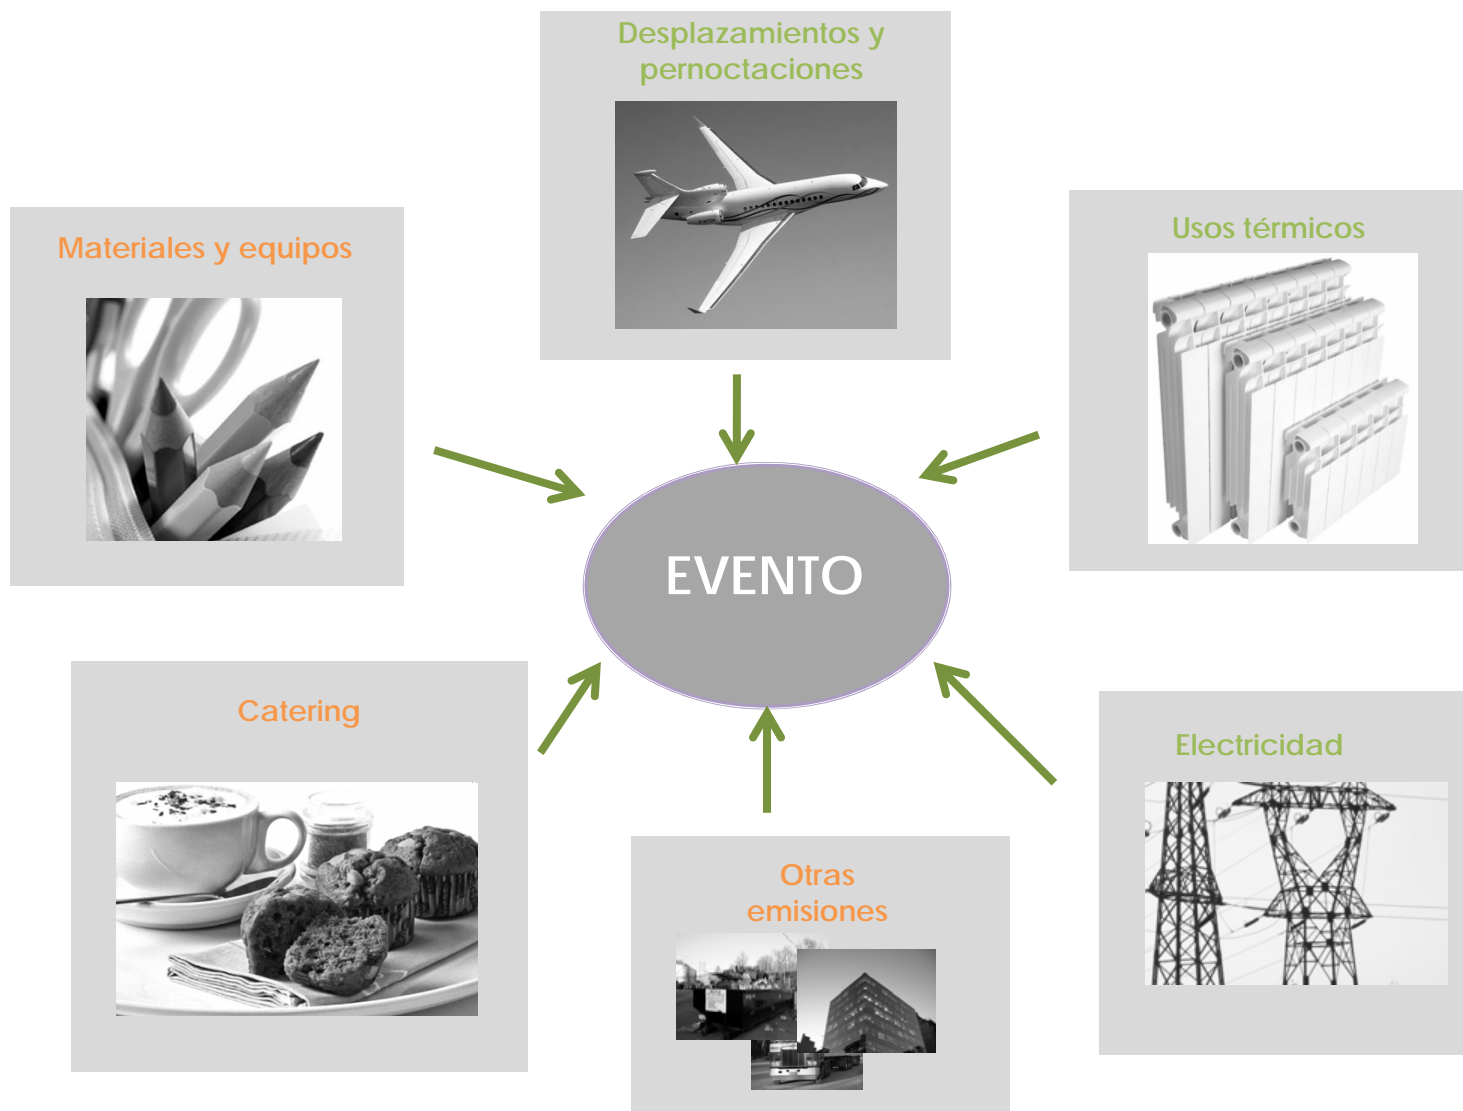 Desplazamientos y
pernoctaciones
Materiales y equipos
Usos térmicos
EVENTO
Catering
Electricidad
Otras
emisiones